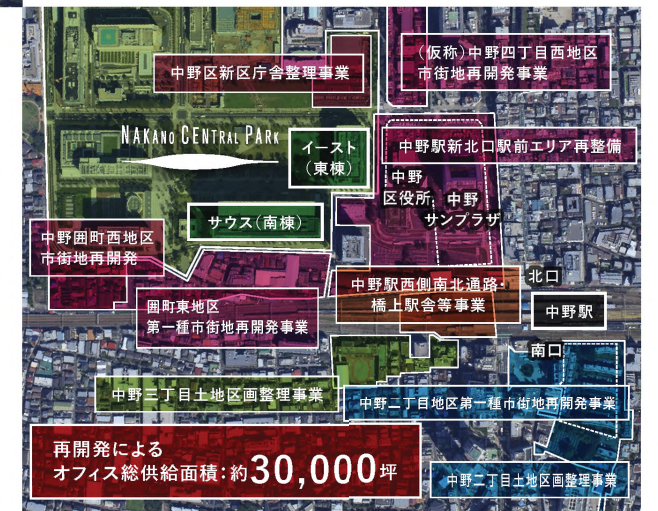 中野区新区庁舎整理事業
（仮称）中野四丁目西地区
市街地再開発事業
NAKANO CENTRAL PARK
イースト
（東棟）
中野駅新北口駅前エリア再整備
中野
区役所
中野
サンプラザ
サウス（南棟）
中野囲町西地区
市街地再開発
囲町東地区
第一種市街地再開発事業
中野駅西側南北通路・
橋上駅舎等事業
北口
中野駅
南口
中野三丁目土地区画整理事業
中野二丁目地区第一種市街地再開発事業
再開発による
オフィス総供給面積：約30,000坪
中野二丁目土地区画整理事業